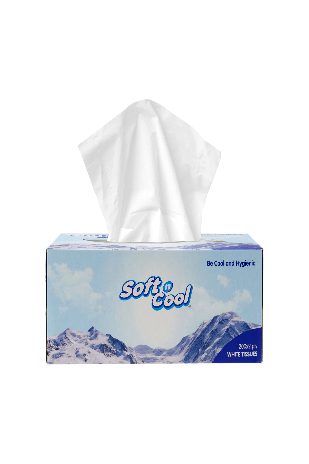 Be Cool and Hygienic
Soft n
Cool
WHITE TISSUES